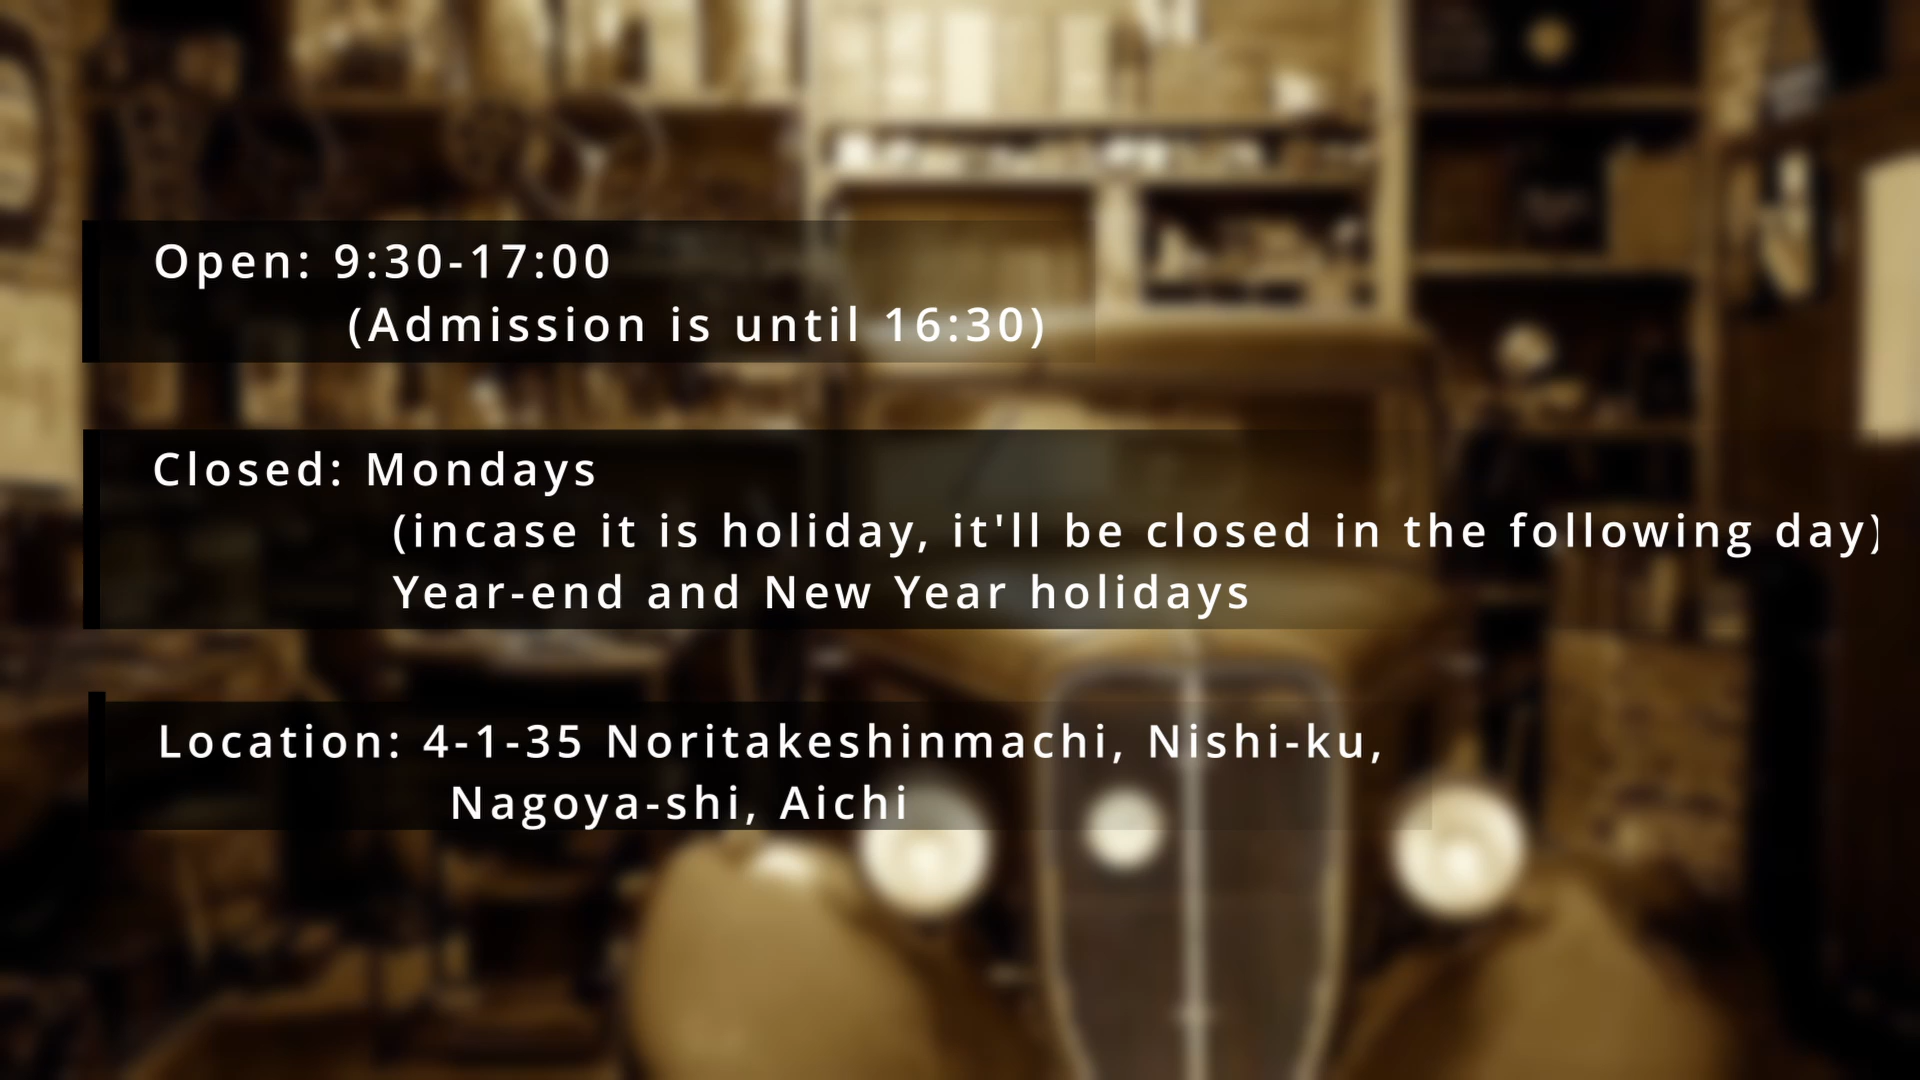 Open: 9:30-17:00
(Admission is until 16:30)
Closed: Mondays
(incase it is holiday, it'll be closed in the following day)
Year-end and New Year holidays
Location: 4-1-35 Noritakeshinmachi, Nishi-ku,
Nagoya-shi, Aichi